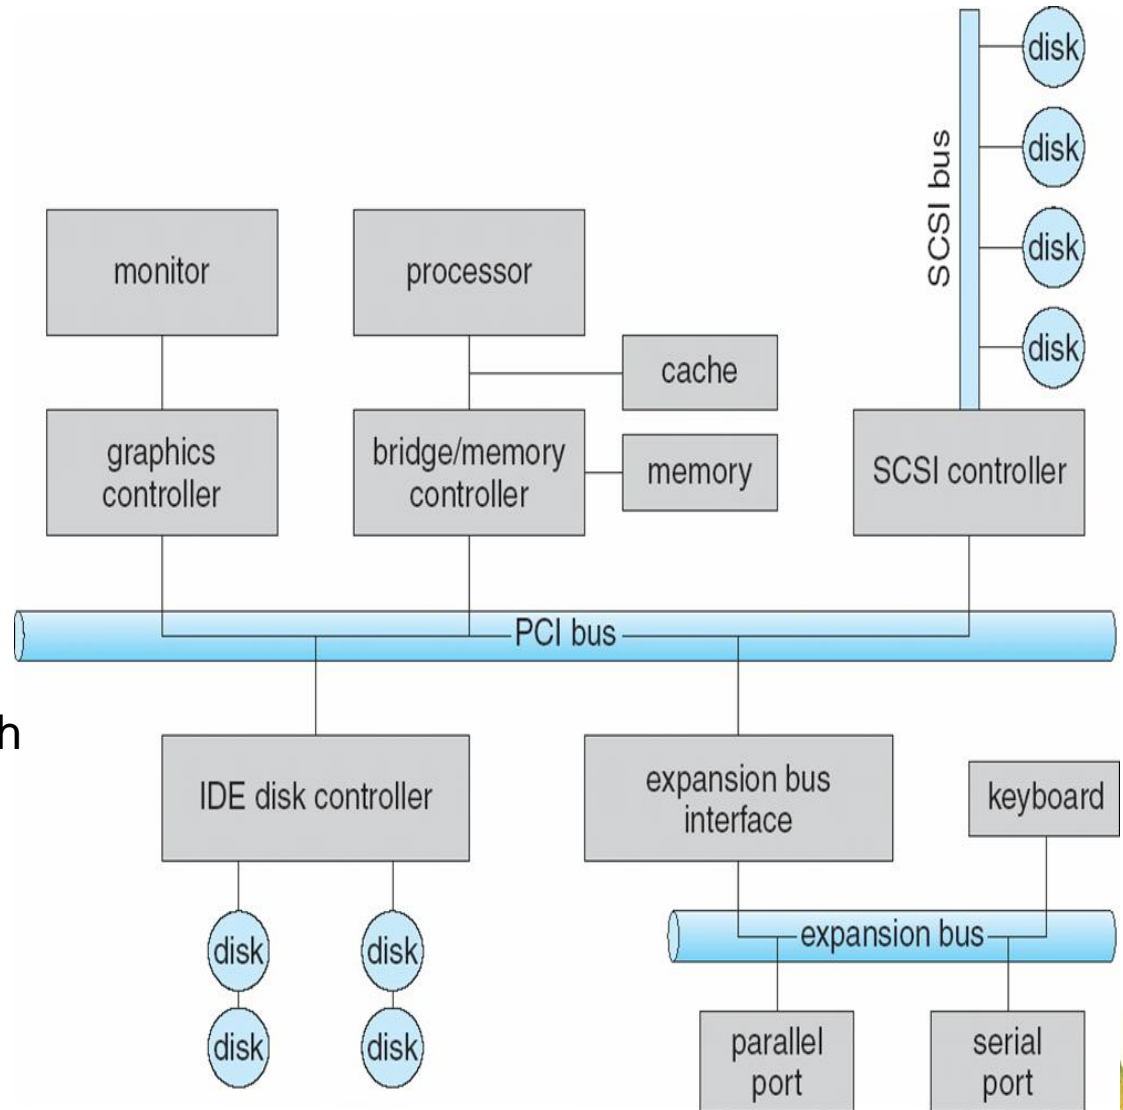 disk
disk
SCSI bus
disk
disk
monitor
processor
cache
graphics
controller
bridge/memory
controller
memory
SCSI controller
PCI bus
h
IDE disk controller
expansion bus
interface
keyboard
disk
disk
expansion bus
disk
disk
parallel
port
serial
port